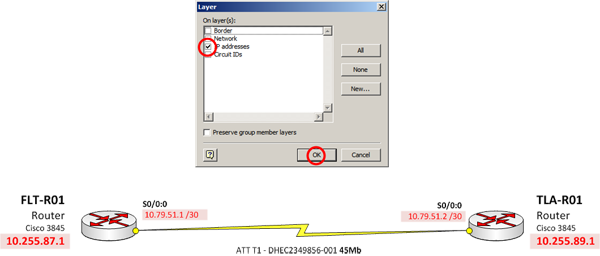 Layer
On layer(s):
Border
Network
IP addresses
Circuit IDs
All
None
New...
Preserve group member layers
OK
Cancel
FLT-R01
Router
Cisco 3845
10.255.87.1
S0/0:0
10.79.51.1 /30
ATT T1 - DHEC2349856-001 45Mb
S0/0:0
10.79.51.2 /30
TLA-R01
Router
Cisco 3845
10.255.89.1